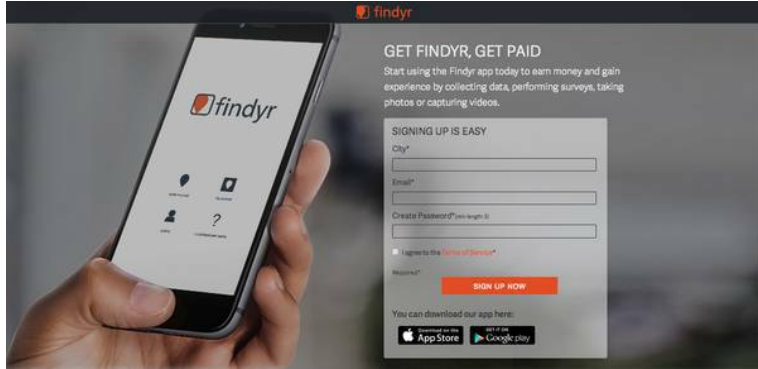 findyr
GET FINDYR, GET PAID
Start using the Findyr app today to earn money and gain
experience by collecting data, performing surveys, taking
photos or capturing videos.
findyr
SIGNING UP IS EASY
City*
Email*
Create Password*
?
I agree to the Terms of Service*
Required*
SIGN UP NOW
You can download our app here:
Download on the
App Store
GET IT ON
Google play